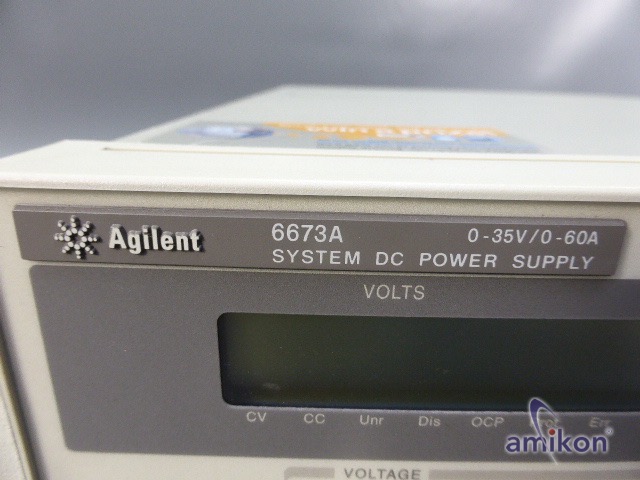 Agilent 6673A 0-35V/0-60A
SYSTEM DC POWER SUPPLY
VOLTS
CV CC Unr Dis OCP Err
amikon®
VOLTAGE